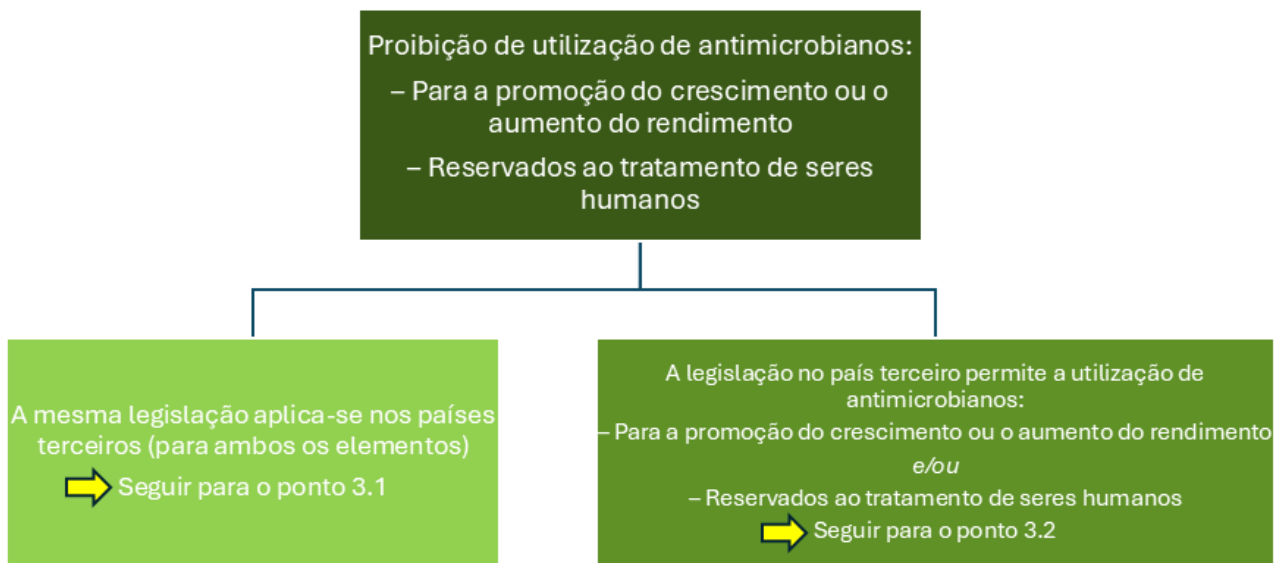 Proibição de utilização de antimicrobianos:
– Para a promoção do crescimento ou o
aumento do rendimento
– Reservados ao tratamento de seres
humanos
A mesma legislação aplica-se nos países
terceiros (para ambos os elementos)
Seguir para o ponto 3.1
A legislação no país terceiro permite a utilização de
antimicrobianos:
– Para a promoção do crescimento ou o aumento do rendimento
e/ou
– Reservados ao tratamento de seres humanos
Seguir para o ponto 3.2